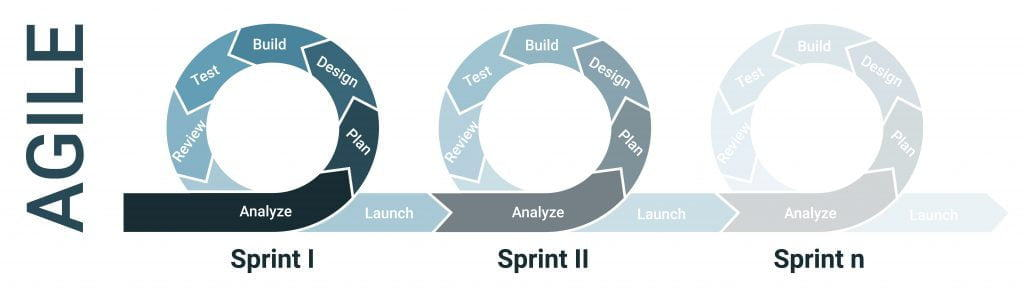 AGILE
Build
Test
Design
Review
Plan
Analyze
Launch
Sprint I
Build
Test
Design
Review
Plan
Analyze
Launch
Sprint II
Build
Test
Design
Review
Plan
Analyze
Launch
Sprint n